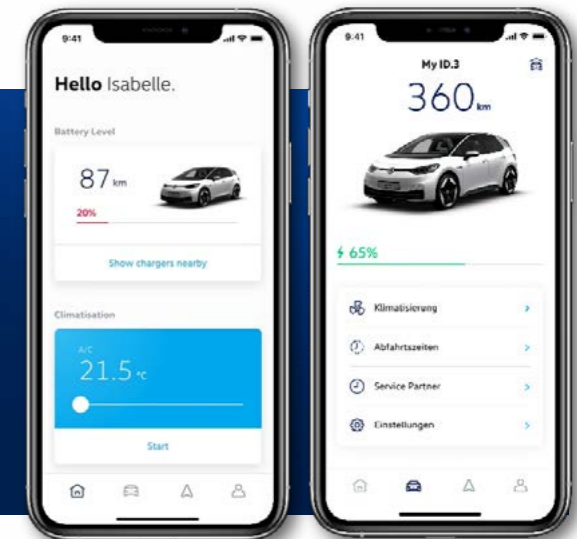 9:41
Hello Isabelle.
Battery Level
87 km
20%
Show chargers nearby
Climatisation
A/C
21.5 °C
Start
9:41
My ID.3
360 km
65%
Klimatisierung
Abfahrtszeiten
Service Partner
Einstellungen